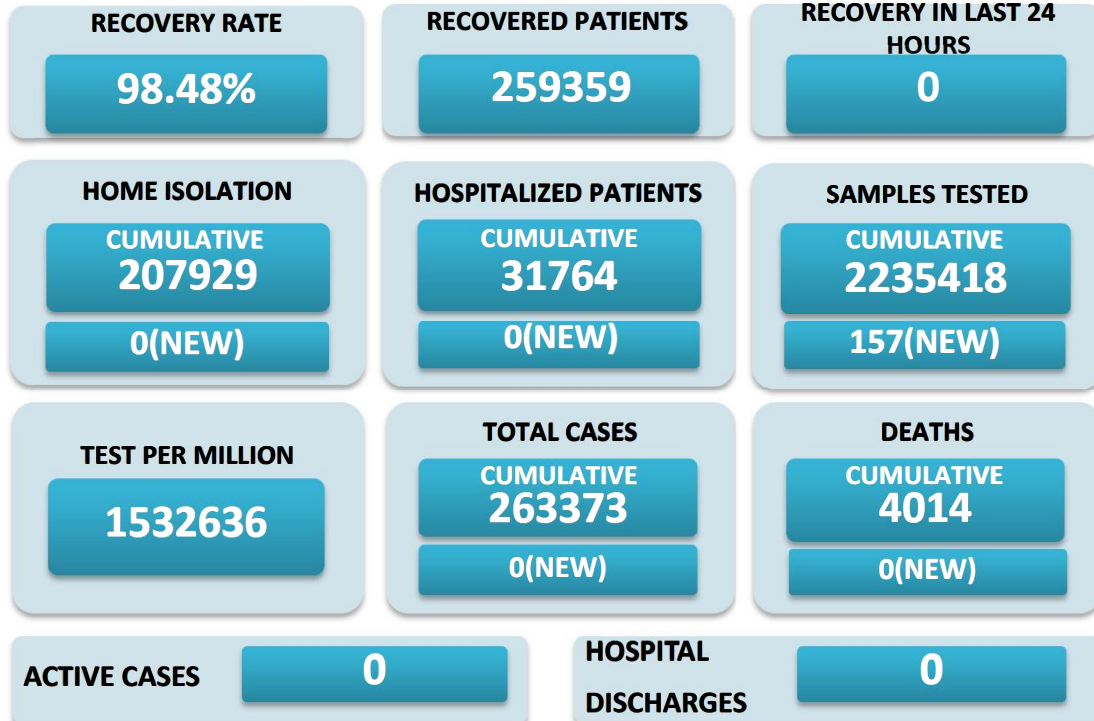 RECOVERY RATE
98.48%
RECOVERED PATIENTS
259359
RECOVERY IN LAST 24
HOURS
0
HOME ISOLATION
CUMULATIVE
207929
0(NEW)
HOSPITALIZED PATIENTS
CUMULATIVE
31764
0(NEW)
SAMPLES TESTED
CUMULATIVE
2235418
157(NEW)
TEST PER MILLION
1532636
TOTAL CASES
CUMULATIVE
263373
0(NEW)
DEATHS
CUMULATIVE
4014
0(NEW)
ACTIVE CASES
0
HOSPITAL
DISCHARGES
0